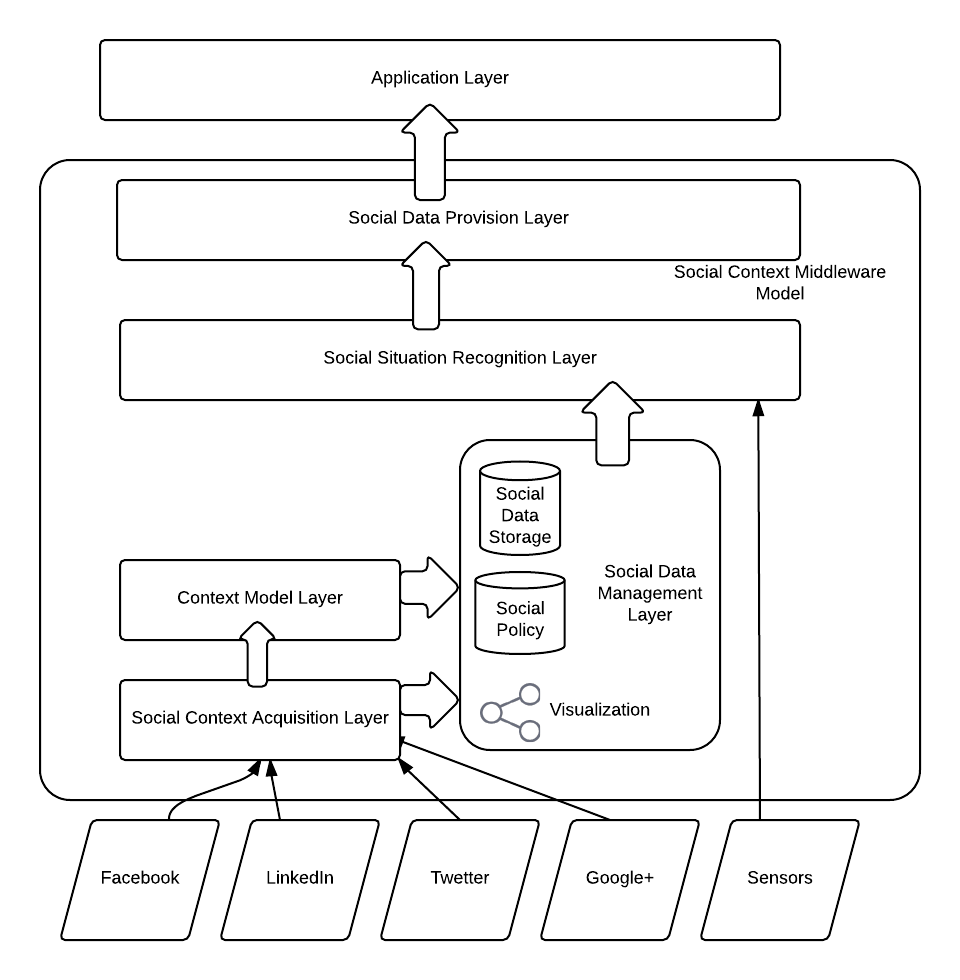 Application Layer
Social Data Provision Layer
Social Context Middleware
Model
Social Situation Recognition Layer
Social
Data
Storage
Social Data
Management
Layer
Context Model Layer
Social
Policy
Social Context Acquisition Layer
Visualization
Facebook
LinkedIn
Twetter
Google+
Sensors